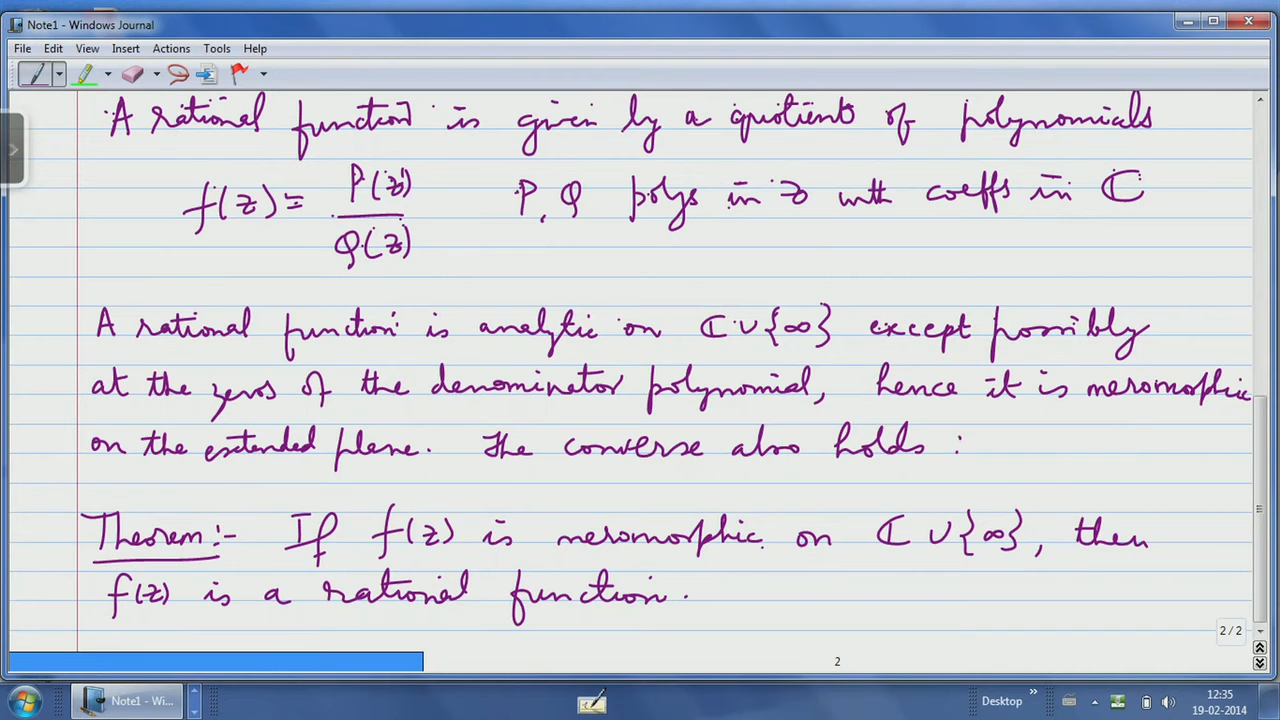 Note1 - Windows Journal
File Edit View Insert Actions Tools Help
A rational function is given by a quotient of polynomials
f(z) = P(z)/Q(z) P, Q polys in z with coeffs in ℂ
A rational function is analytic on ℂ ∪ {∞} except possibly
at the zeros of the denominator polynomial, hence it is meromorphic
on the extended plane. The converse also holds :
Theorem:- If f(z) is meromorphic on ℂ ∪ {∞}, then
f(z) is a rational function.
2/2
2
Note1 - Wi... Desktop » 12:35
19-02-2014